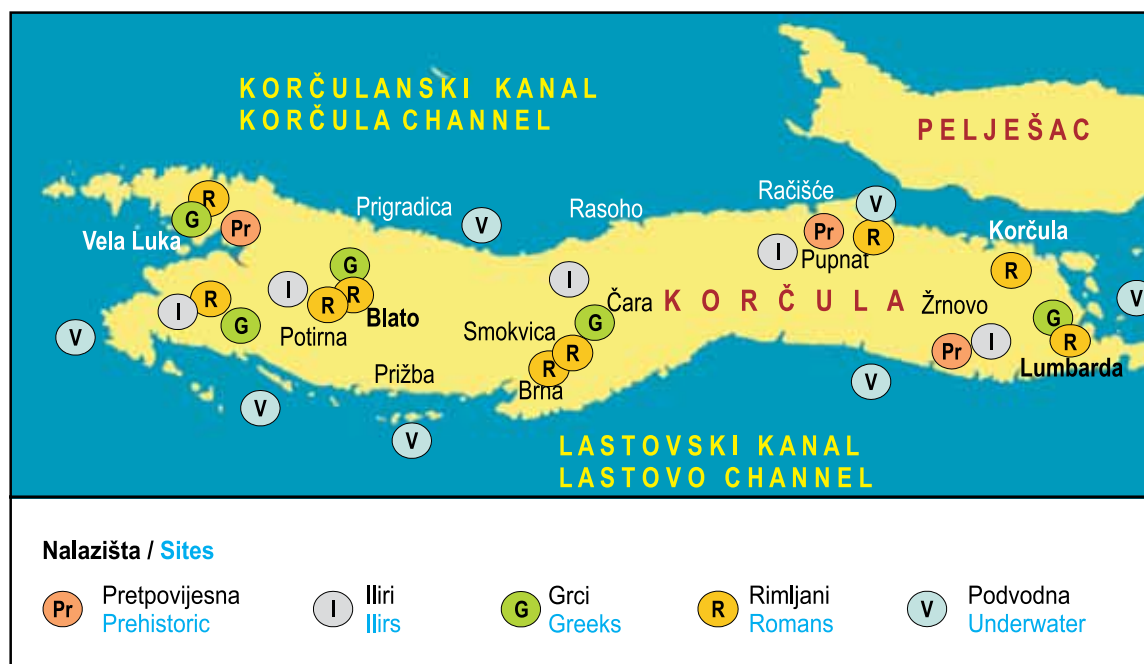 KORČULANSKI KANAL
KORČULA CHANNEL
PELJEŠAC
R
G
Pr
Vela Luka
Prigradica
V
Rasoho
Račišće
V
Pr
R
I
Pupnat
Korčula
R
G
I
R
R
Blato
I
R
G
Potirna
V
I
Čara
G
Smokvica
R
R
Brna
KORČULA
Žrnovo
V
G
R
Pr
I
Lumbarda
Prižba
V
V
V
LASTOVSKI KANAL
LASTOVO CHANNEL
Nalazišta / Sites
Pr
Pretpovijesna
Prehistoric
I
Iliri
Ilirs
G
Grci
Greeks
R
Rimljani
Romans
V
Podvodna
Underwater